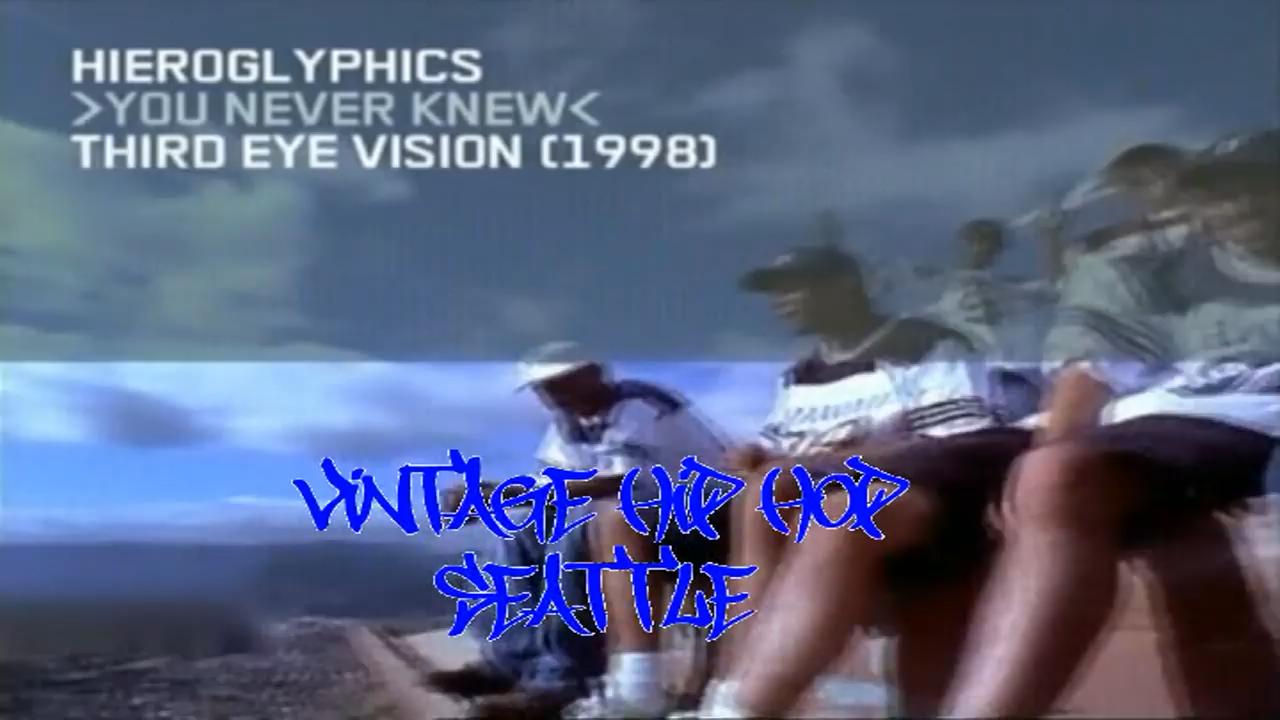 HIEROGLYPHICS
>YOU NEVER KNEW<
THIRD EYE VISION (1998)
VINTAGE HIP HOP
SEATTLE